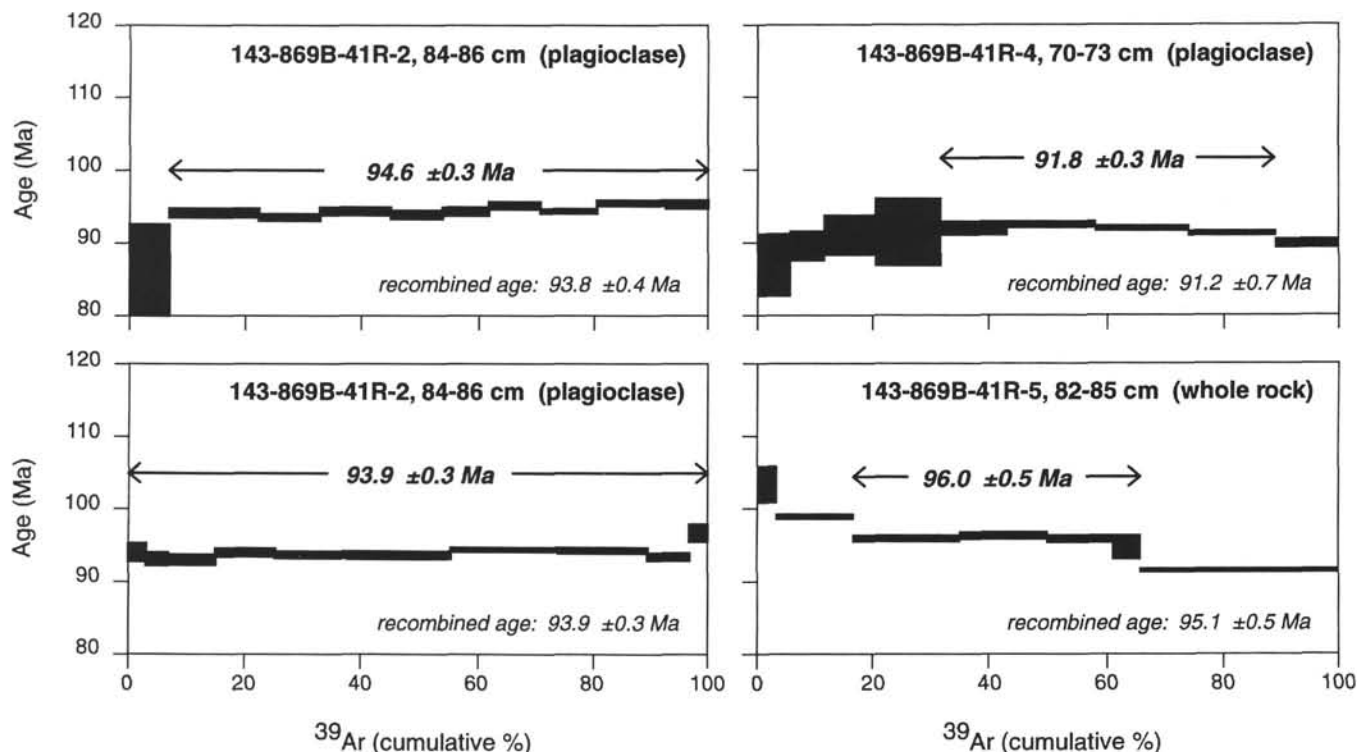 120
110
100
90
80
Age (Ma)
143-869B-41R-2, 84-86 cm (plagioclase)
94.6 ±0.3 Ma
recombined age: 93.8 ±0.4 Ma
143-869B-41R-4, 70-73 cm (plagioclase)
91.8 ±0.3 Ma
recombined age: 91.2 ±0.7 Ma
120
110
100
90
80
Age (Ma)
143-869B-41R-2, 84-86 cm (plagioclase)
93.9 ±0.3 Ma
recombined age: 93.9 ±0.3 Ma
0 20 40 60 80 100
39Ar (cumulative %)
143-869B-41R-5, 82-85 cm (whole rock)
96.0 ±0.5 Ma
recombined age: 95.1 ±0.5 Ma
0 20 40 60 80 100
39Ar (cumulative %)